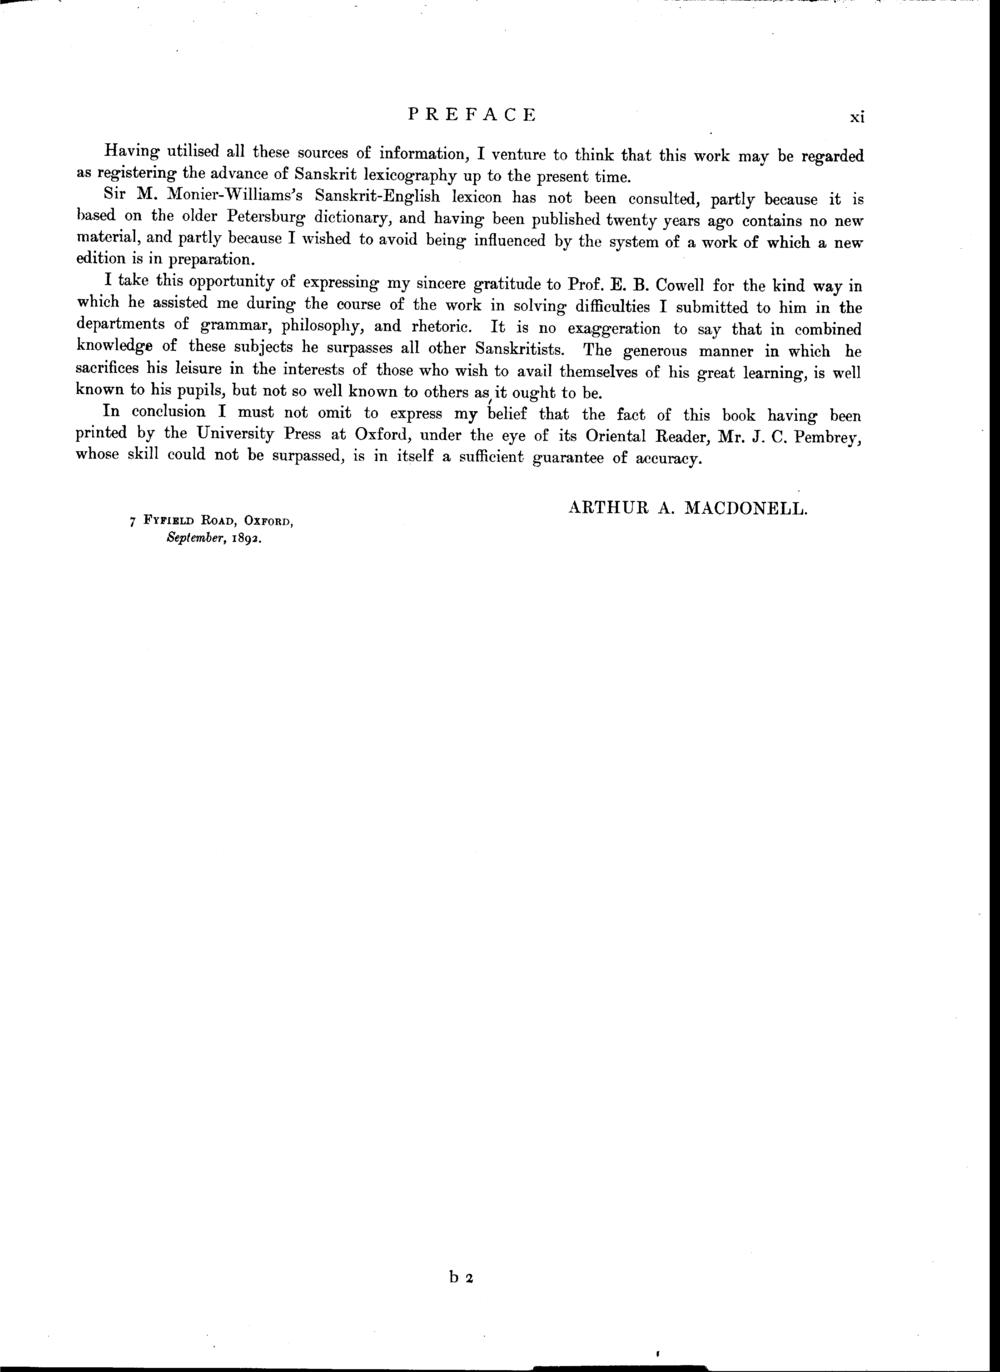 PREFACE
xi
Having utilised all these sources of information, I venture to think that this work may be regarded
as registering the advance of Sanskrit lexicography up to the present time.
Sir M. Monier-Williams's Sanskrit-English lexicon has not been consulted, partly because it is
based on the older Petersburg dictionary, and having been published twenty years ago contains no new
material, and partly because I wished to avoid being influenced by the system of a work of which a new
edition is in preparation.
I take this opportunity of expressing my sincere gratitude to Prof. E. B. Cowell for the kind way in
which he assisted me during the course of the work in solving difficulties I submitted to him in the
departments of grammar, philosophy, and rhetoric. It is no exaggeration to say that in combined
knowledge of these subjects he surpasses all other Sanskritists. The generous manner in which he
sacrifices his leisure in the interests of those who wish to avail themselves of his great learning, is well
known to his pupils, but not so well known to others as it ought to be.
In conclusion I must not omit to express my belief that the fact of this book having been
printed by the University Press at Oxford, under the eye of its Oriental Reader, Mr. J. C. Pembrey,
whose skill could not be surpassed, is in itself a sufficient guarantee of accuracy.
ARTHUR A. MACDONELL.
7 Fyfield Road, Oxford,
September, 1892.
b 2